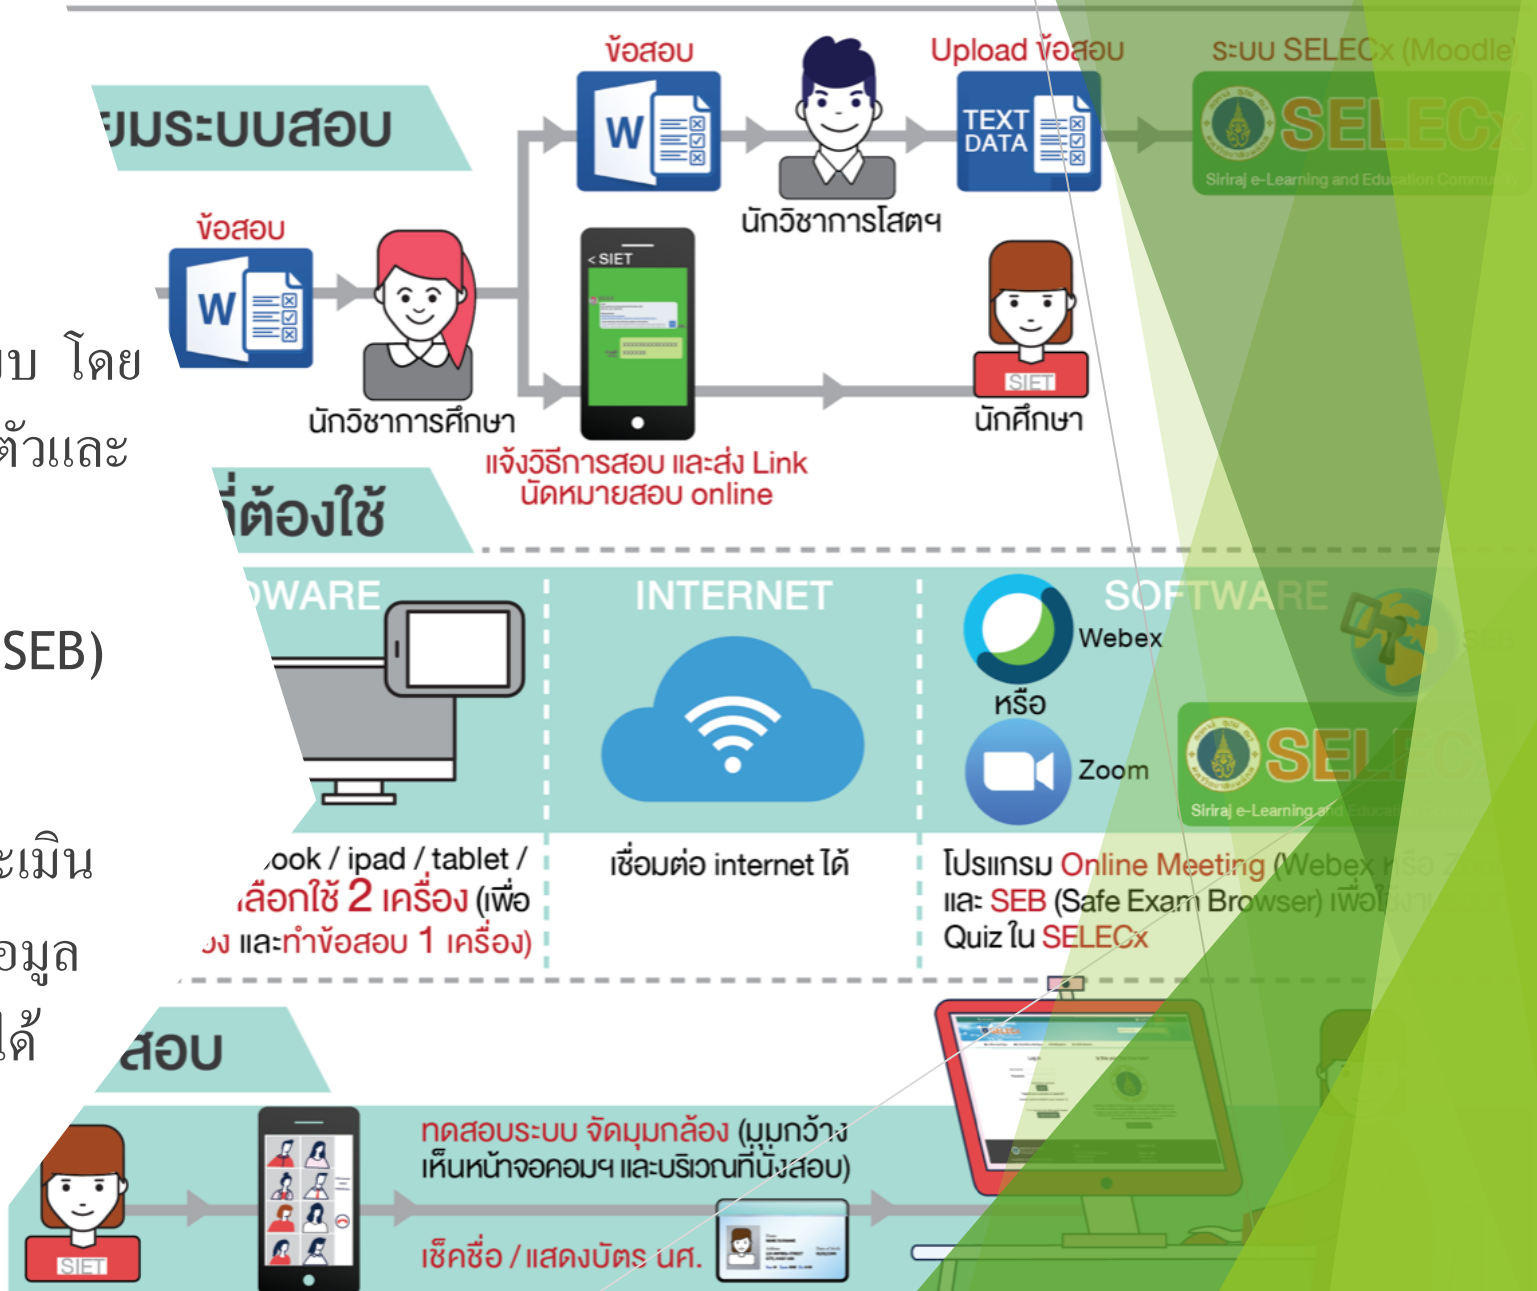 ข้อสอบ
Upload ข้อสอบ
ระบบ SELECx (Moodle)
ยมระบบสอบ
W
TEXT
DATA
SELECx
Siriraj e-Learning and Education Community
นักวิชาการโสตฯ
ข้อสอบ
W
< SIET
SIET
นักวิชาการศึกษา
นักศึกษา
แจ้งวิธีการสอบ และส่ง Link
นัดหมายสอบ online
บ โดย
ตัวและ
ที่ต้องใช้
SEB)
DWARE
INTERNET
SOFTWARE
Webex
SEB
หรือ
Zoom
SELECx
Siriraj e-Learning and Educat
ะเมิน
อมูล
ได้
book / ipad / tablet /
เลือกใช้ 2 เครื่อง (เพื่อ
อง และทำข้อสอบ 1 เครื่อง)
เชื่อมต่อ internet ได้
โปรแกรม Online Meeting (Webex หรือ Zoo
และ SEB (Safe Exam Browser) เพื่อใช้งาน
Quiz ใน SELECx
สอบ
ทดสอบระบบ จัดมุมกล้อง (มุมกว้าง
เห็นหน้าจอคอมฯ และบริเวณที่นั่งสอบ)
เช็คชื่อ / แสดงบัตร นศ.
SIET